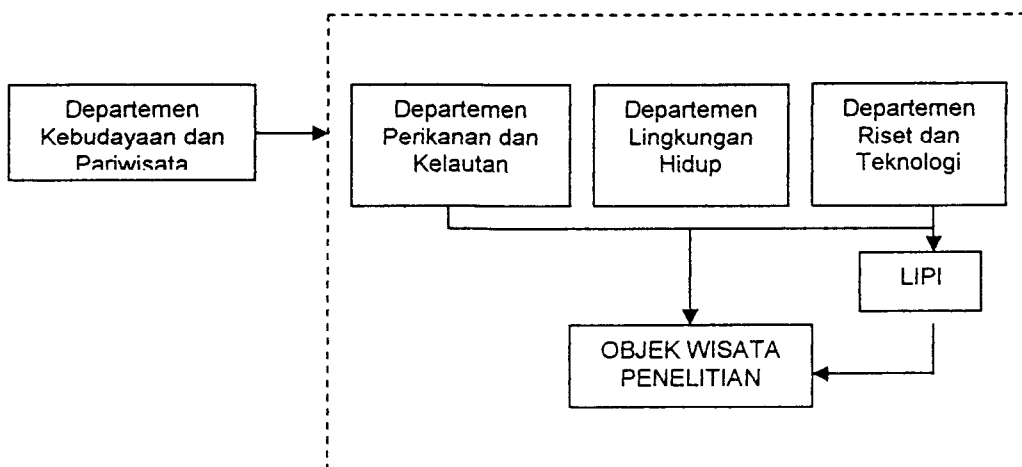 Departemen
Kebudayaan dan
Pariwisata
Departemen
Perikanan dan
Kelautan
Departemen
Lingkungan
Hidup
Departemen
Riset dan
Teknologi
LIPI
OBJEK WISATA
PENELITIAN